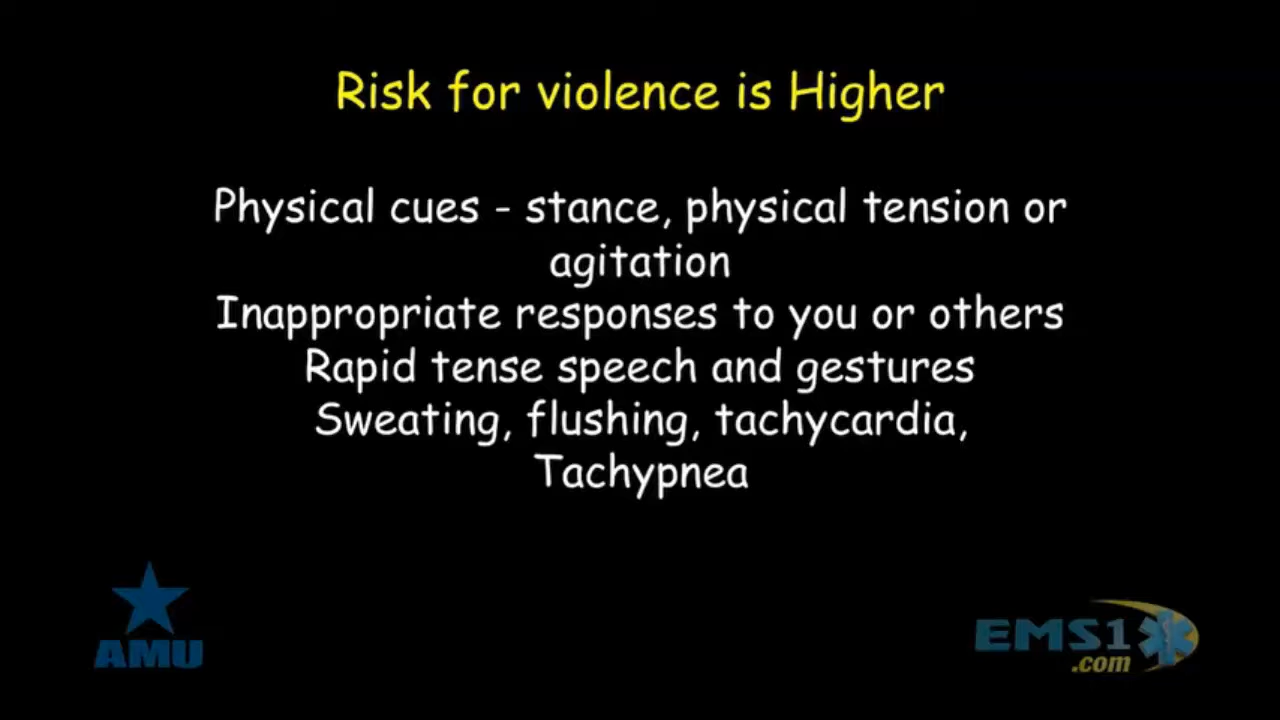 Risk for violence is Higher
Physical cues - stance, physical tension or
agitation
Inappropriate responses to you or others
Rapid tense speech and gestures
Sweating, flushing, tachycardia,
Tachypnea
AMU
EMS1
.com